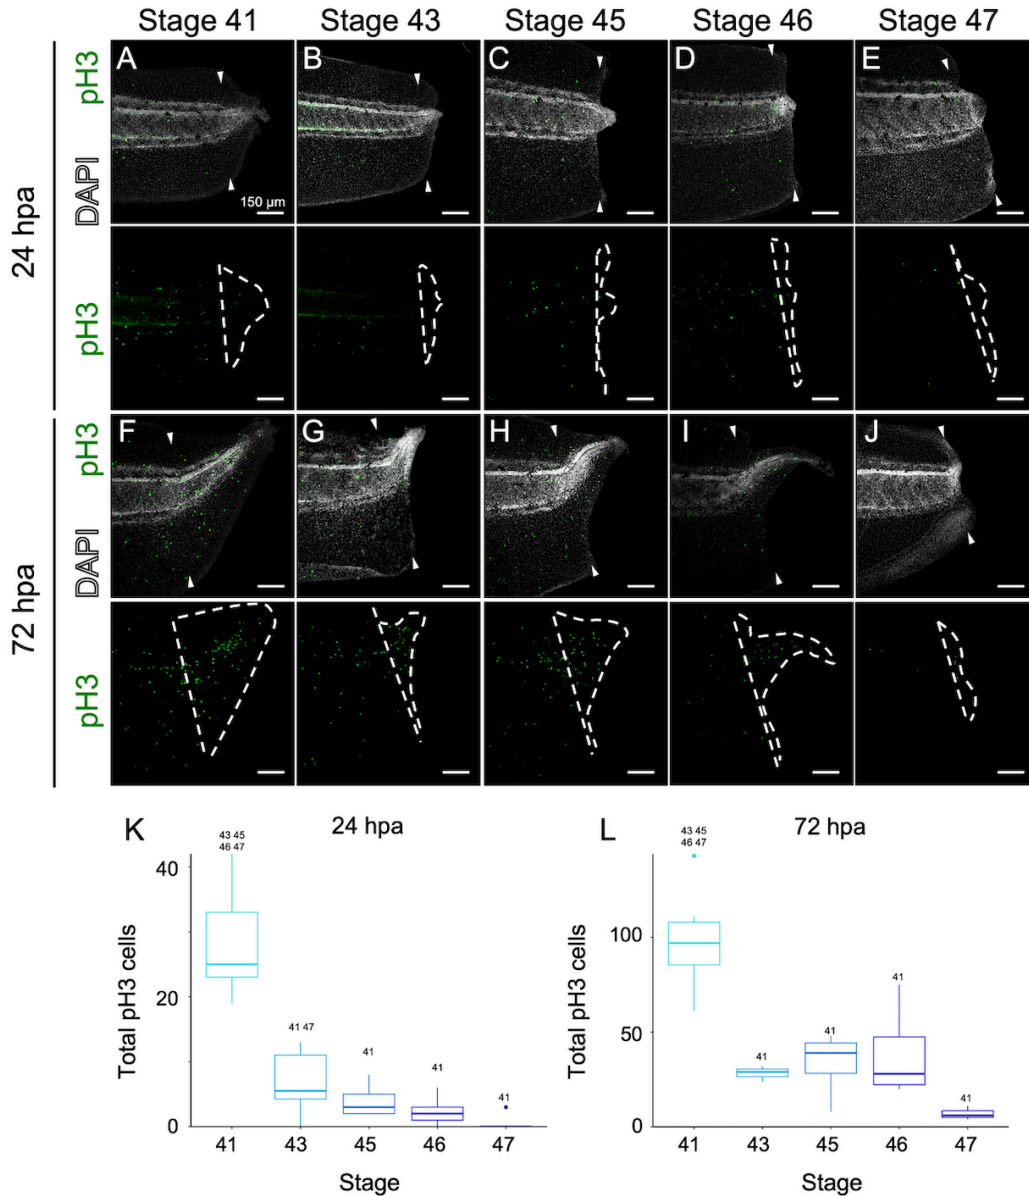 Stage 41 Stage 43 Stage 45 Stage 46 Stage 47
24 hpa
DAPI pH3
A
150 µm
B
C
D
E
pH3
72 hpa
DAPI pH3
F
G
H
I
J
pH3
K 24 hpa
43 45
46 47
41 47
41
41
41
Total pH3 cells
40
20
0
41 43 45 46 47
Stage
L 72 hpa
43 45
46 47
41
41
41
41
Total pH3 cells
100
50
0
41 43 45 46 47
Stage